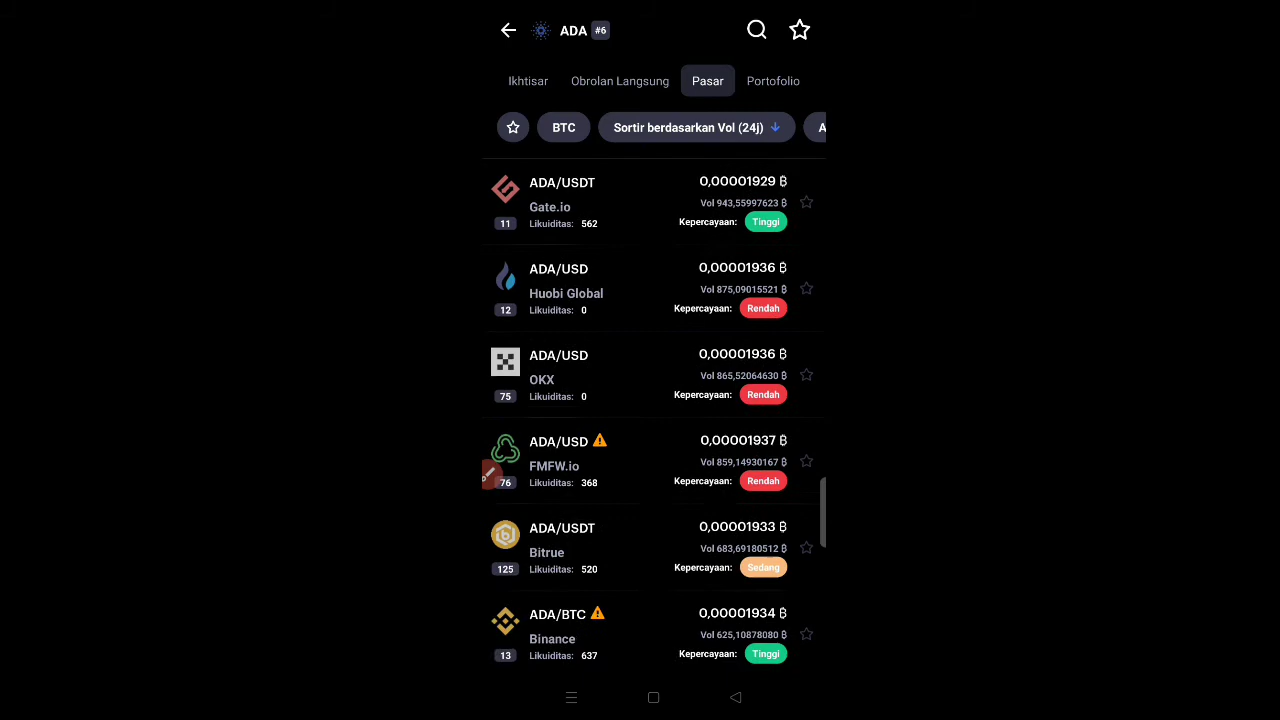 ADA #6
Ikhtisar Obrolan Langsung Pasar Portofolio
BTC Sortir berdasarkan Vol (24j) A
ADA/USDT 0,00001929 ₿
Gate.io Vol 943,55997623 ₿
11 Likuiditas: 562 Kepercayaan: Tinggi
ADA/USD 0,00001936 ₿
Huobi Global Vol 875,09015521 ₿
12 Likuiditas: 0 Kepercayaan: Rendah
ADA/USD 0,00001936 ₿
OKX Vol 865,52064630 ₿
75 Likuiditas: 0 Kepercayaan: Rendah
ADA/USD 0,00001937 ₿
FMFW.io Vol 859,14930167 ₿
76 Likuiditas: 368 Kepercayaan: Rendah
ADA/USDT 0,00001933 ₿
Bitrue Vol 683,69180512 ₿
125 Likuiditas: 520 Kepercayaan: Sedang
ADA/BTC 0,00001934 ₿
Binance Vol 625,10878080 ₿
13 Likuiditas: 637 Kepercayaan: Tinggi